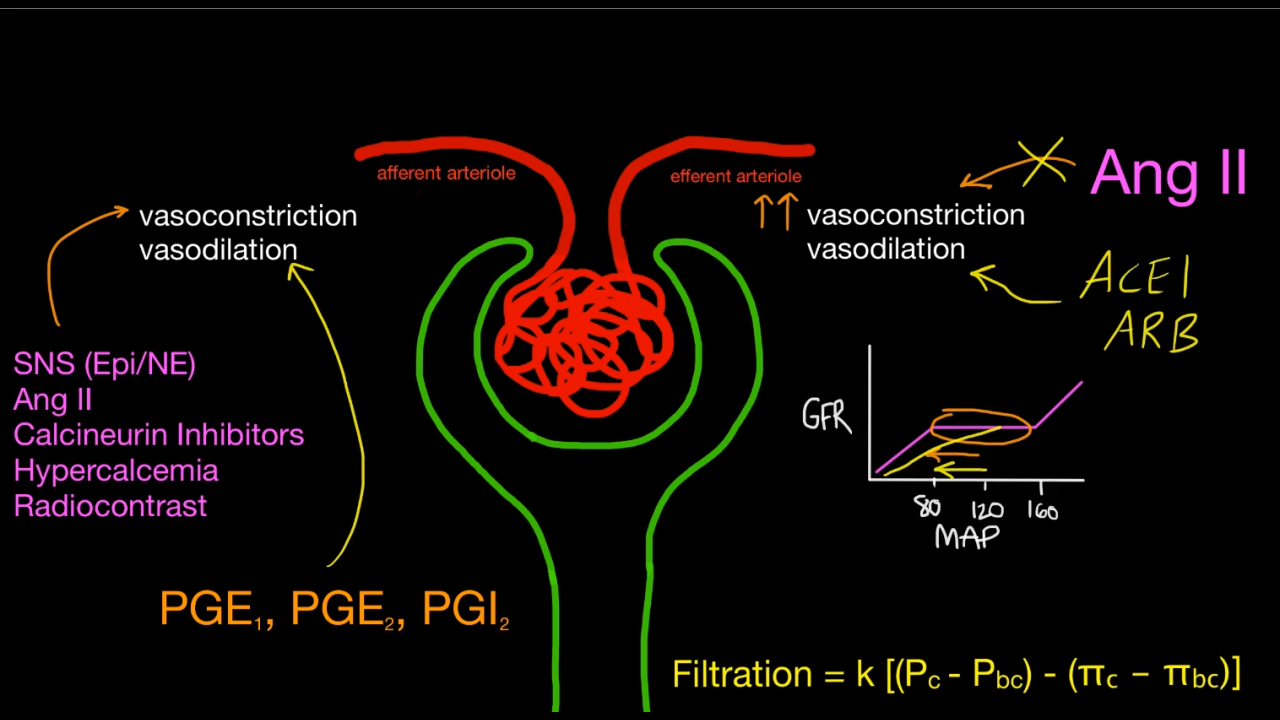 afferent arteriole
efferent arteriole
Ang II
vasoconstriction
vasodilation
↑↑ vasoconstriction
vasodilation
ACEI
ARB
SNS (Epi/NE)
Ang II
Calcineurin Inhibitors
Hypercalcemia
Radiocontrast
GFR
80 120 160
MAP
PGE₁, PGE₂, PGI₂
Filtration = k [(Pc - Pbc) - (πc – πbc)]